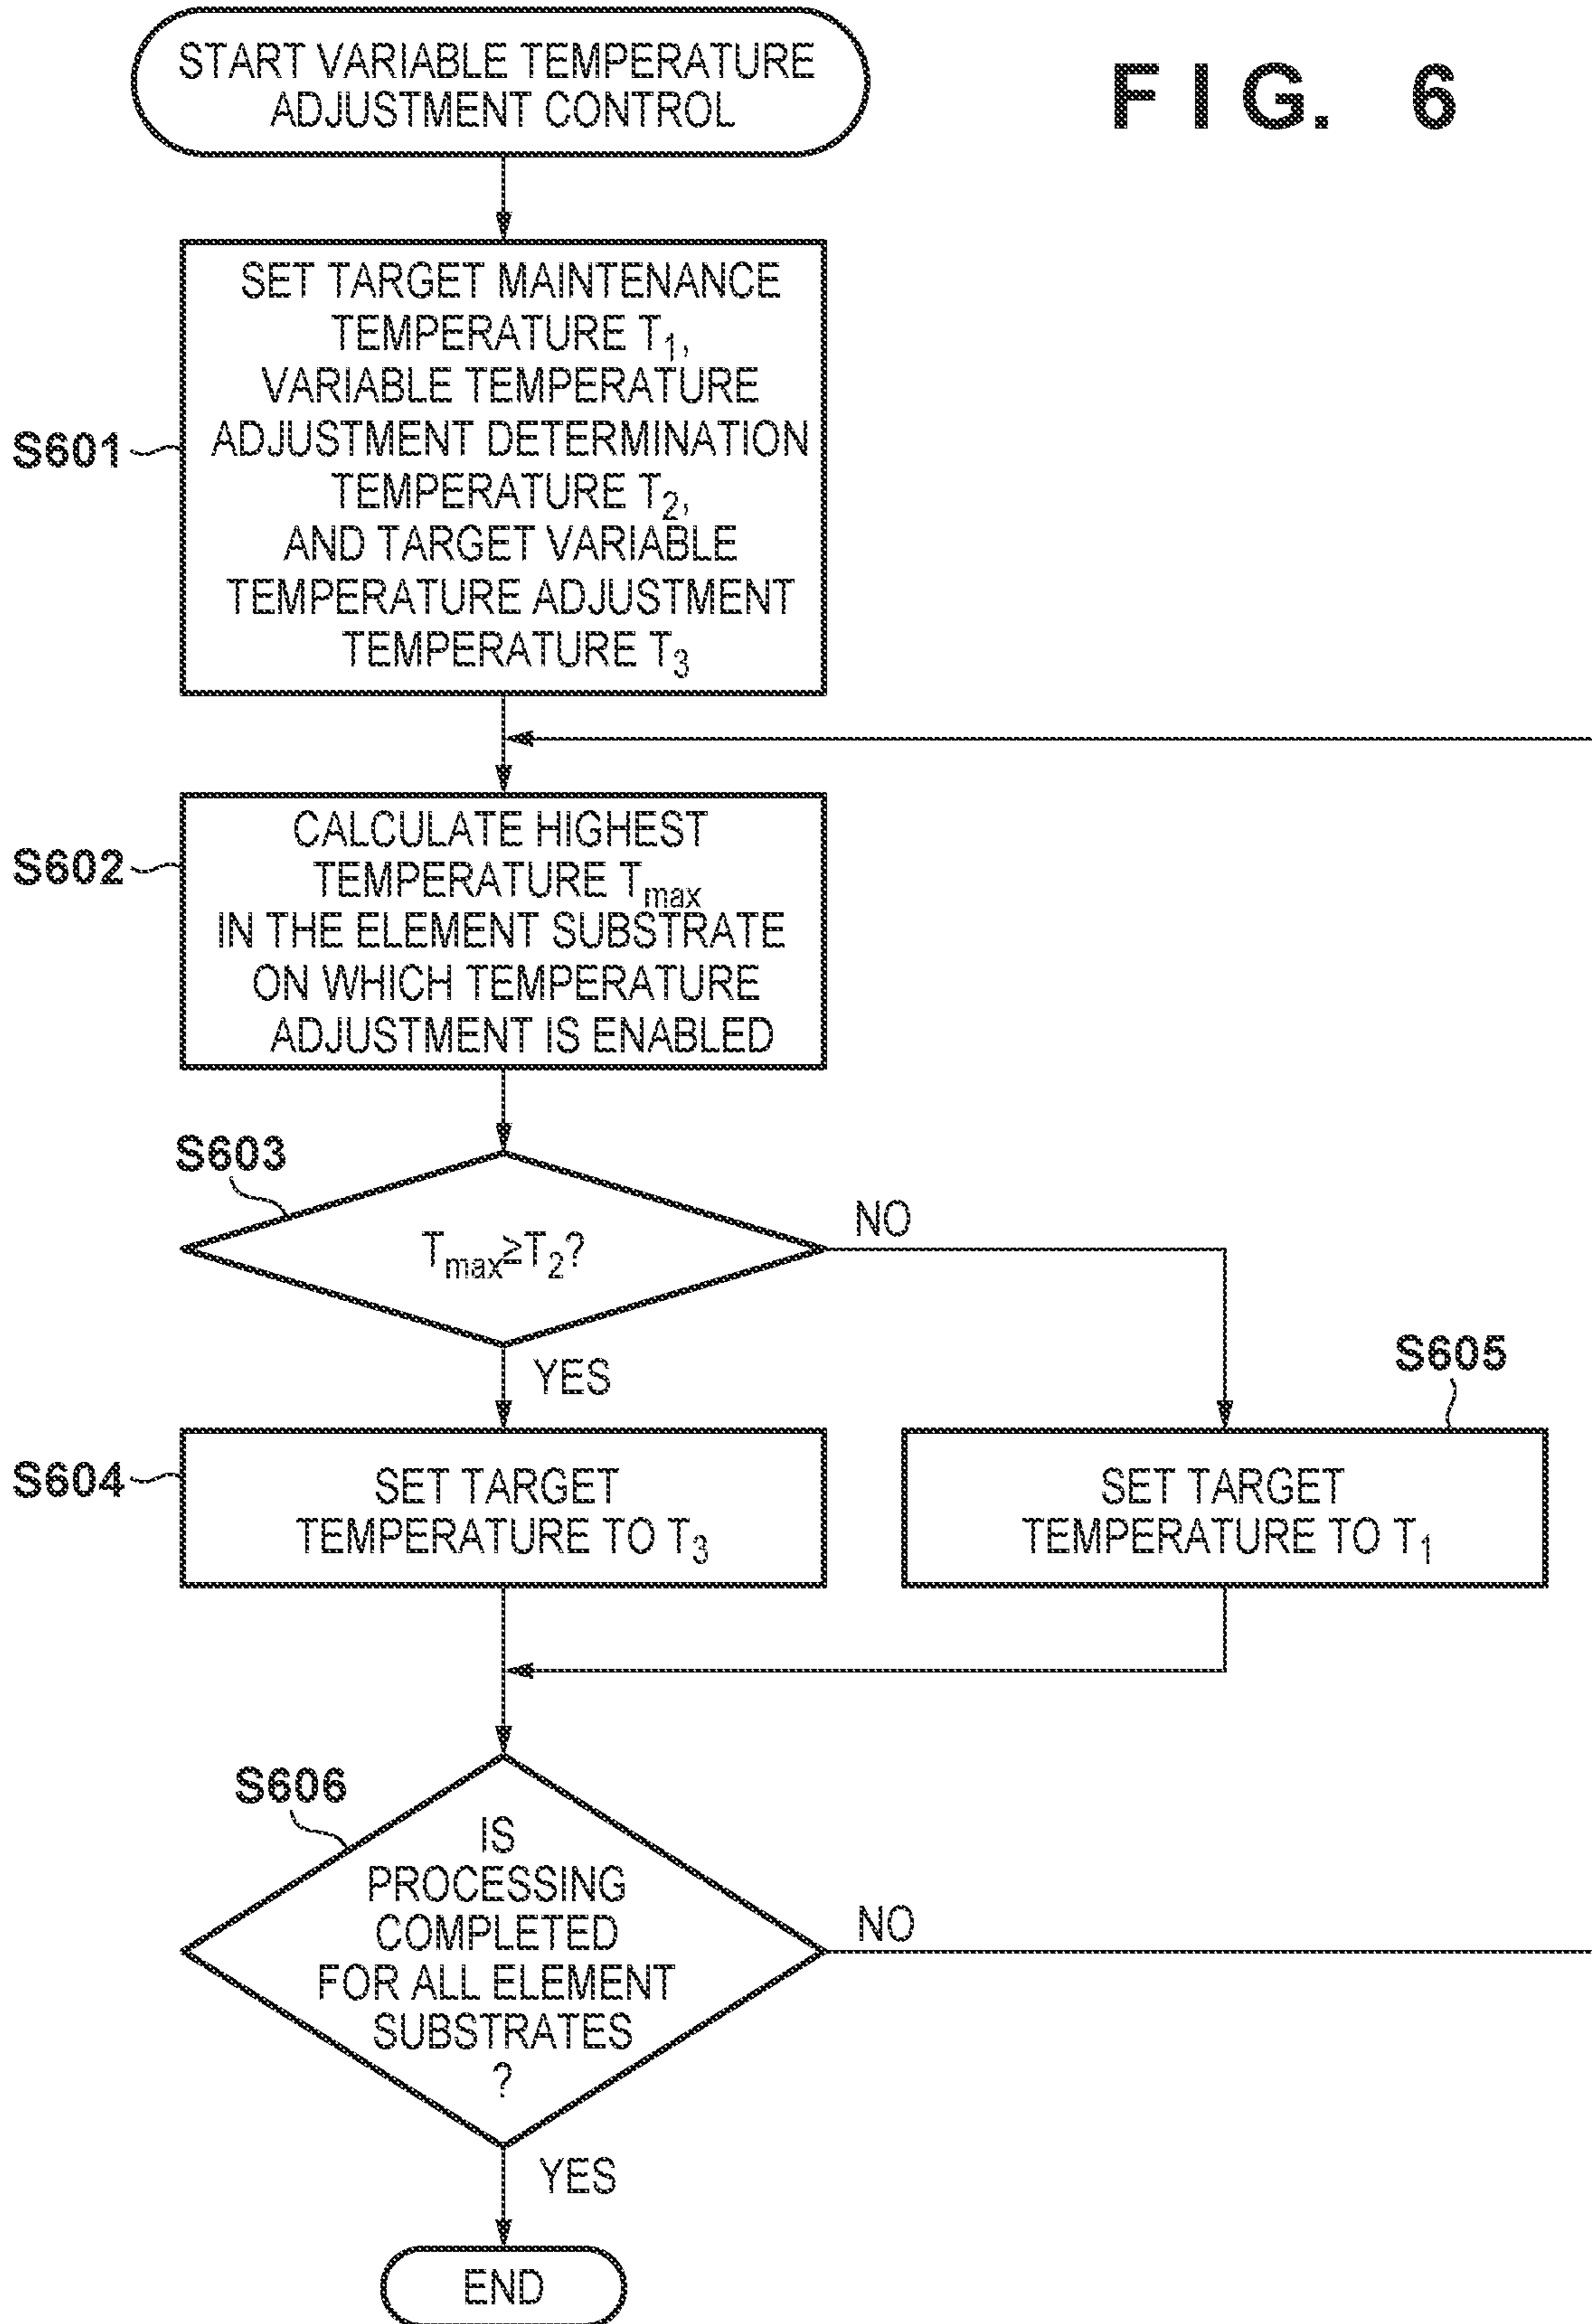 FIG. 6
START VARIABLE TEMPERATURE
ADJUSTMENT CONTROL
S601
SET TARGET MAINTENANCE
TEMPERATURE T1,
VARIABLE TEMPERATURE
ADJUSTMENT DETERMINATION
TEMPERATURE T2,
AND TARGET VARIABLE
TEMPERATURE ADJUSTMENT
TEMPERATURE T3
S602
CALCULATE HIGHEST
TEMPERATURE Tmax
IN THE ELEMENT SUBSTRATE
ON WHICH TEMPERATURE
ADJUSTMENT IS ENABLED
S603
Tmax≥T2?
NO
YES
S604
SET TARGET
TEMPERATURE TO T3
S605
SET TARGET
TEMPERATURE TO T1
S606
IS
PROCESSING
COMPLETED
FOR ALL ELEMENT
SUBSTRATES
?
NO
YES
END